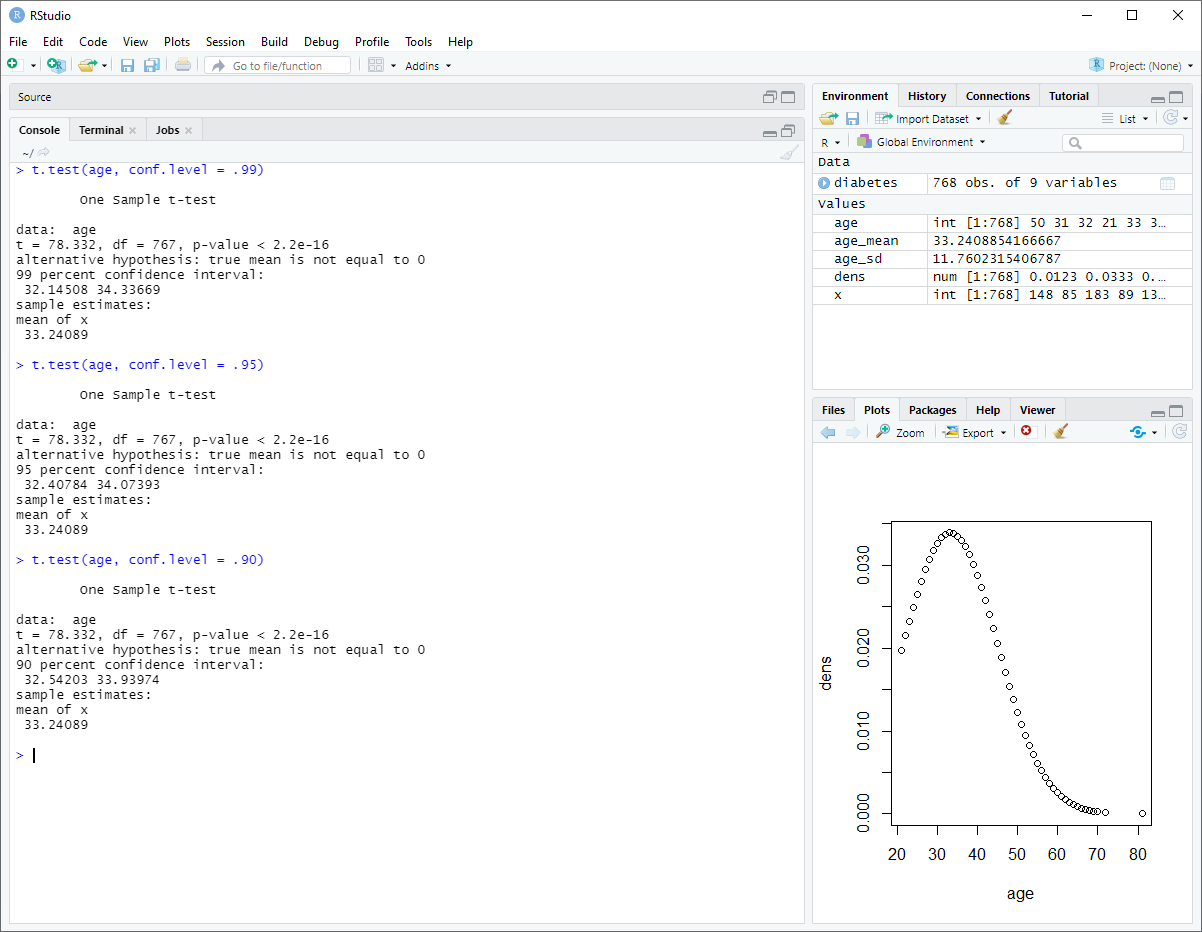 RStudio
File Edit Code View Plots Session Build Debug Profile Tools Help
Go to file/function Addins Project: (None)
Source
Console Terminal Jobs
~/
> t.test(age, conf.level = .99)
One Sample t-test
data: age
t = 78.332, df = 767, p-value < 2.2e-16
alternative hypothesis: true mean is not equal to 0
99 percent confidence interval:
32.14508 34.33669
sample estimates:
mean of x
33.24089
> t.test(age, conf.level = .95)
One Sample t-test
data: age
t = 78.332, df = 767, p-value < 2.2e-16
alternative hypothesis: true mean is not equal to 0
95 percent confidence interval:
32.40784 34.07393
sample estimates:
mean of x
33.24089
> t.test(age, conf.level = .90)
One Sample t-test
data: age
t = 78.332, df = 767, p-value < 2.2e-16
alternative hypothesis: true mean is not equal to 0
90 percent confidence interval:
32.54203 33.93974
sample estimates:
mean of x
33.24089
>
Environment History Connections Tutorial
Import Dataset List
R Global Environment
Data
diabetes 768 obs. of 9 variables
Values
age int [1:768] 50 31 32 21 33 3…
age_mean 33.2408854166667
age_sd 11.7602315406787
dens num [1:768] 0.0123 0.0333 0.…
x int [1:768] 148 85 183 89 13…
Files Plots Packages Help Viewer
Zoom Export
0.030
0.020
0.010
0.000
dens
20 30 40 50 60 70 80
age